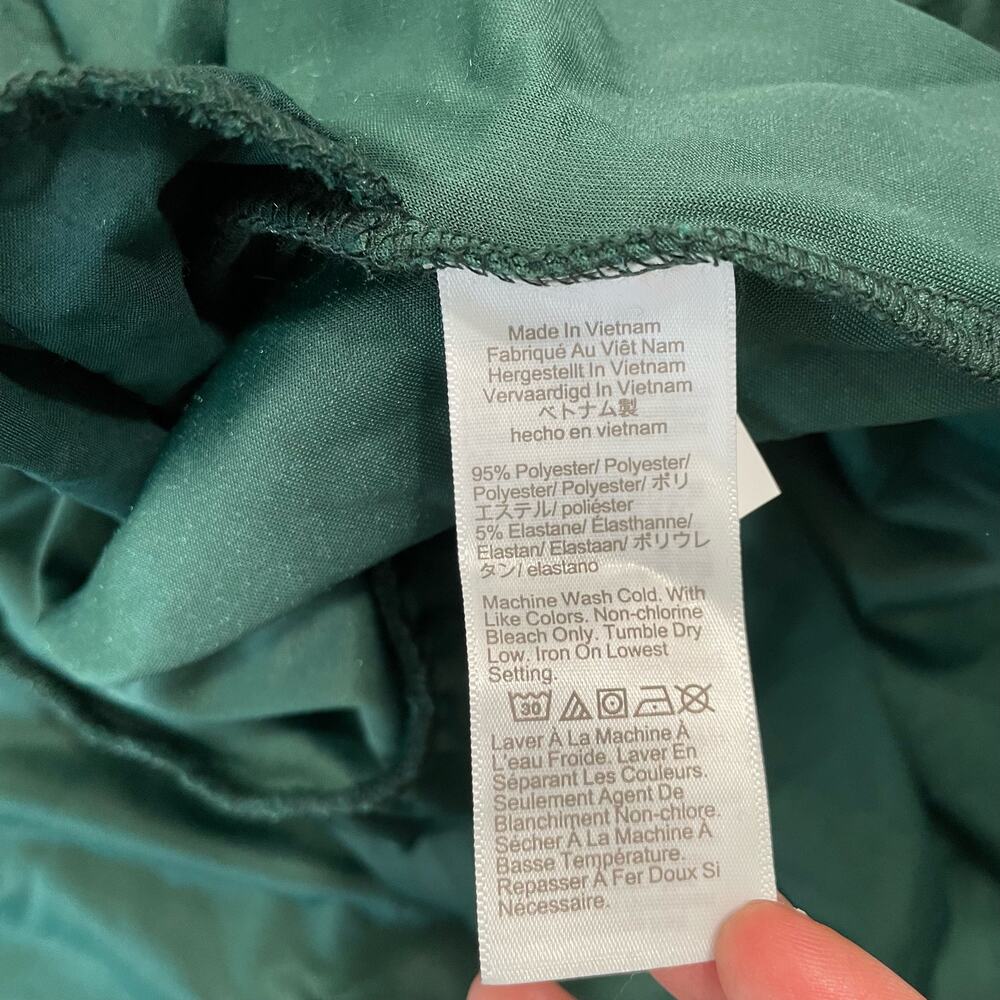 Made In Vietnam
Fabriqué Au Viêt Nam
Hergestellt In Vietnam
Vervaardigd In Vietnam
ベトナム製
hecho en vietnam
95% Polyester/ Polyester/
Polyester/ Polyester/ ポリ
エステル/ poliéster
5% Elastane/ Élasthanne/
Elastan/ Elastaan/ ポリウレ
タン/ elastano
Machine Wash Cold. With
Like Colors. Non-chlorine
Bleach Only. Tumble Dry
Low. Iron On Lowest
Setting.
30
Laver À La Machine À
L'eau Froide. Laver En
Séparant Les Couleurs.
Seulement Agent De
Blanchiment Non-chlore.
Sécher À La Machine À
Basse Température.
Repasser À Fer Doux Si
Nécessaire.